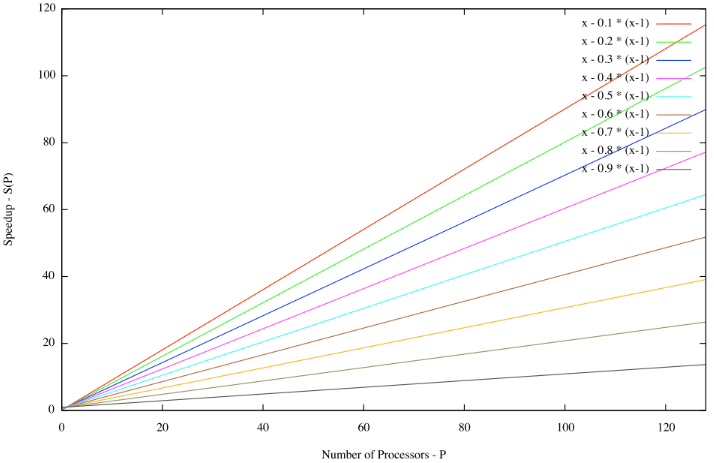 120
100
80
60
40
20
0
Speedup - S(P)
x - 0.1 * (x-1)
x - 0.2 * (x-1)
x - 0.3 * (x-1)
x - 0.4 * (x-1)
x - 0.5 * (x-1)
x - 0.6 * (x-1)
x - 0.7 * (x-1)
x - 0.8 * (x-1)
x - 0.9 * (x-1)
0 20 40 60 80 100 120
Number of Processors - P